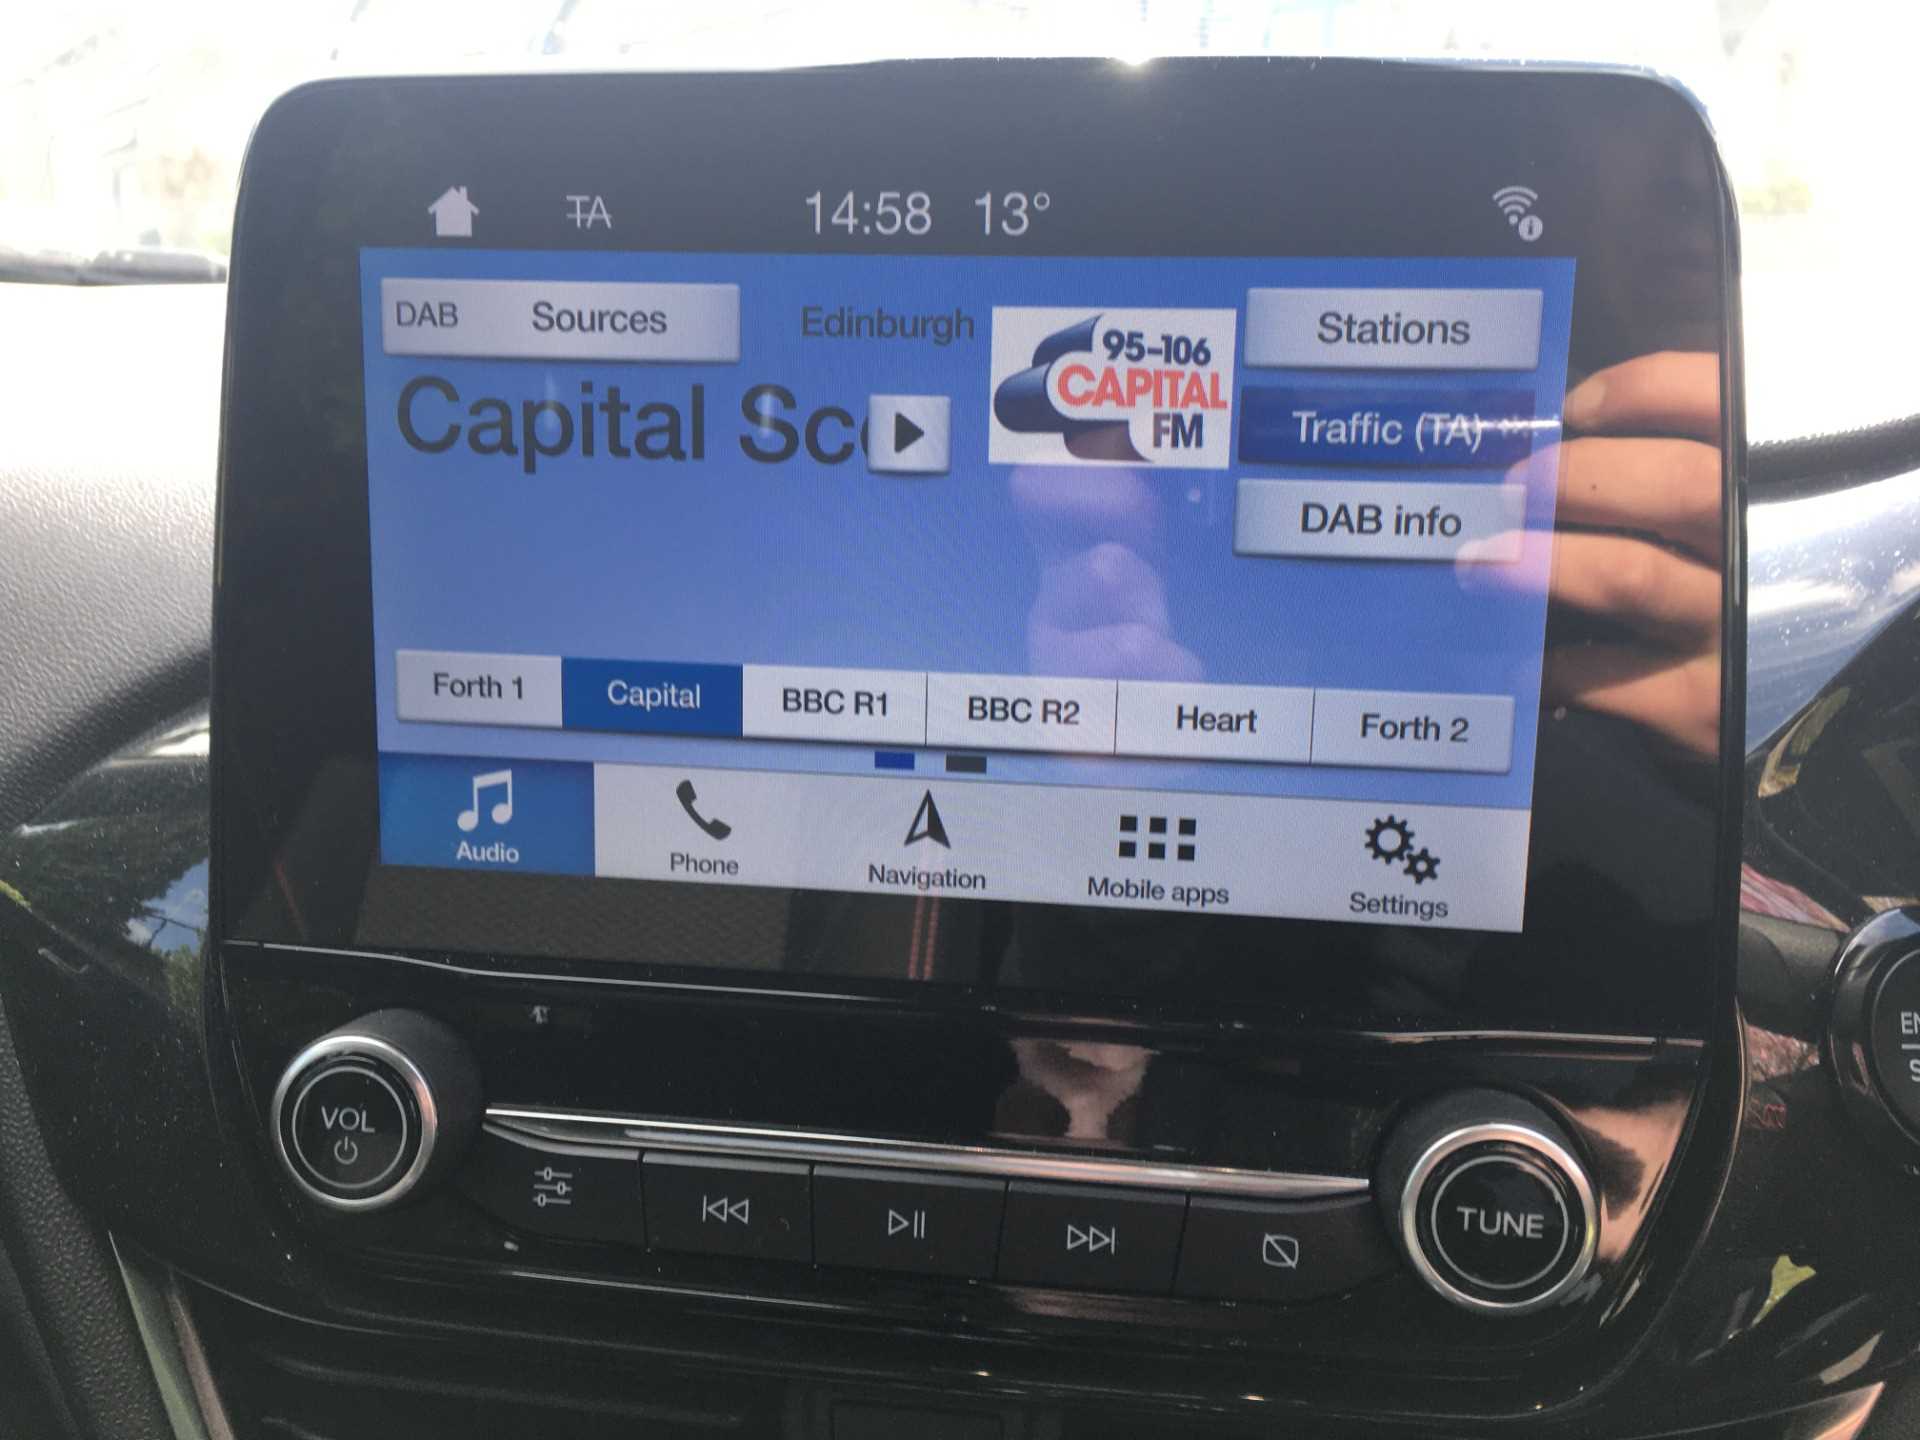 TA 14:58 13°
DAB Sources Edinburgh Stations
95-106
CAPITAL
FM
Capital
Traffic (TA)
DAB info
Forth 1 Capital BBC R1 BBC R2 Heart Forth 2
Audio Phone Navigation Mobile apps Settings
VOL
TUNE